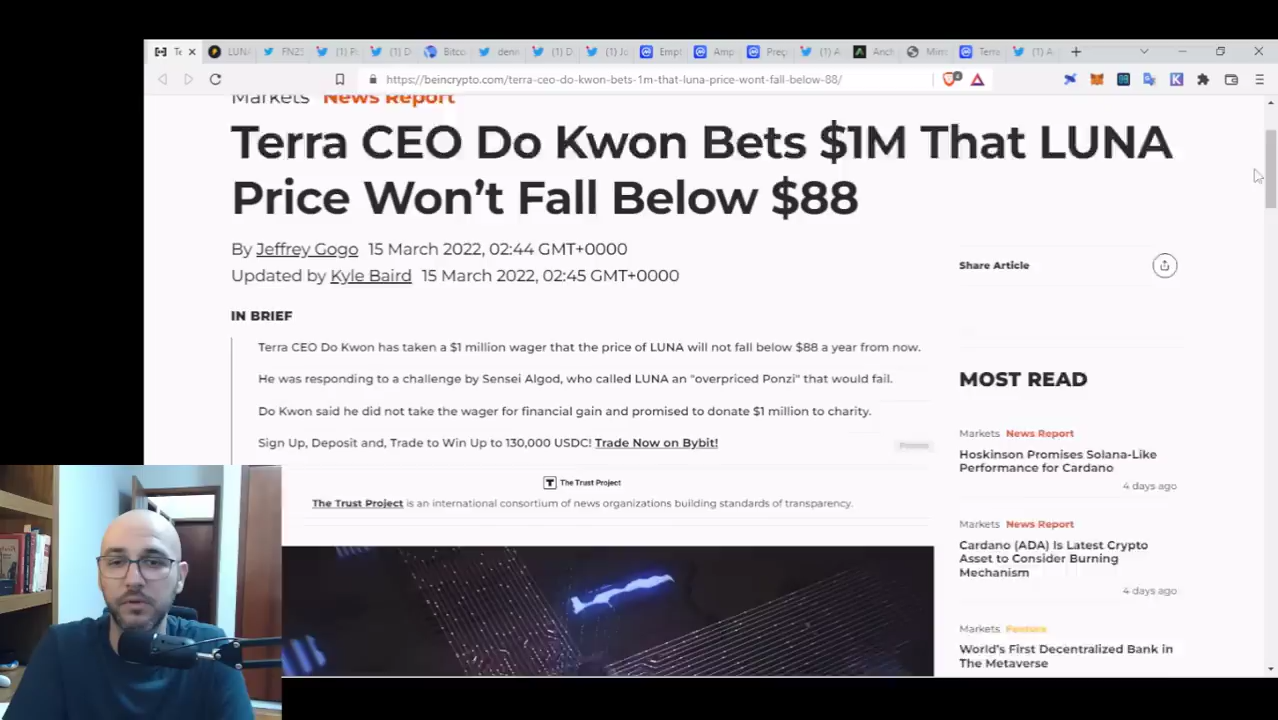 LUN
FN23
Bitco
denn
Empt
Amp
Preç
Anch
Terra
https://beincrypto.com/terra-ceo-do-kwon-bets-1m-that-luna-price-wont-fall-below-88/
Markets News Report
Terra CEO Do Kwon Bets $1M That LUNA
Price Won’t Fall Below $88
By Jeffrey Gogo 15 March 2022, 02:44 GMT+0000
Updated by Kyle Baird 15 March 2022, 02:45 GMT+0000
Share Article
IN BRIEF
Terra CEO Do Kwon has taken a $1 million wager that the price of LUNA will not fall below $88 a year from now.
He was responding to a challenge by Sensei Algod, who called LUNA an "overpriced Ponzi" that would fail.
Do Kwon said he did not take the wager for financial gain and promised to donate $1 million to charity.
Sign Up, Deposit and, Trade to Win Up to 130,000 USDC! Trade Now on Bybit!
The Trust Project
The Trust Project is an international consortium of news organizations building standards of transparency.
MOST READ
Markets News Report
Hoskinson Promises Solana-Like
Performance for Cardano
4 days ago
Markets News Report
Cardano (ADA) Is Latest Crypto
Asset to Consider Burning
Mechanism
4 days ago
Markets Feature
World's First Decentralized Bank in
The Metaverse